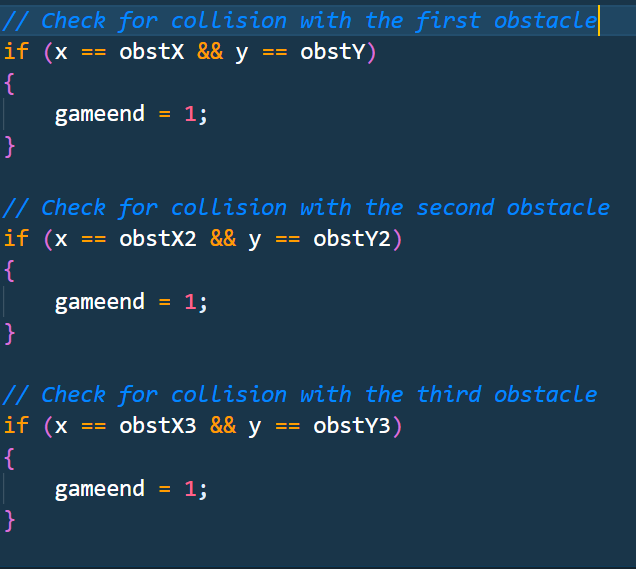 // Check for collision with the first obstacle
if (x == obstX && y == obstY)
{
    gameend = 1;
}

// Check for collision with the second obstacle
if (x == obstX2 && y == obstY2)
{
    gameend = 1;
}

// Check for collision with the third obstacle
if (x == obstX3 && y == obstY3)
{
    gameend = 1;
}